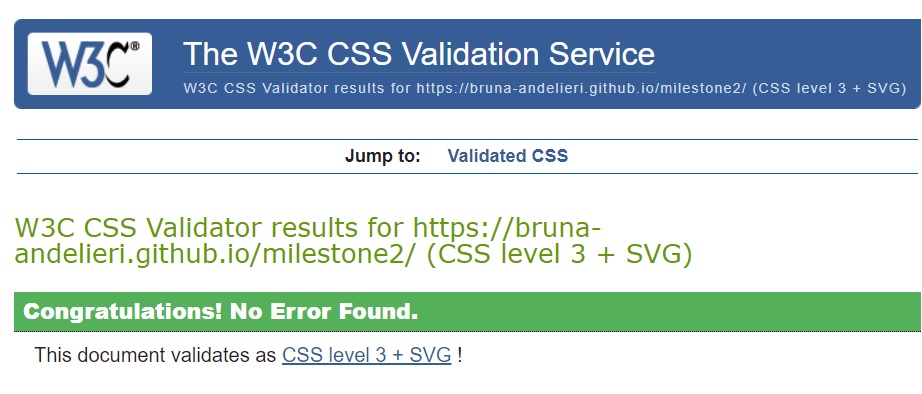 W3C®
The W3C CSS Validation Service
W3C CSS Validator results for https://bruna-andelieri.github.io/milestone2/ (CSS level 3 + SVG)
Jump to: Validated CSS
W3C CSS Validator results for https://bruna-
andelieri.github.io/milestone2/ (CSS level 3 + SVG)
Congratulations! No Error Found.
This document validates as CSS level 3 + SVG !